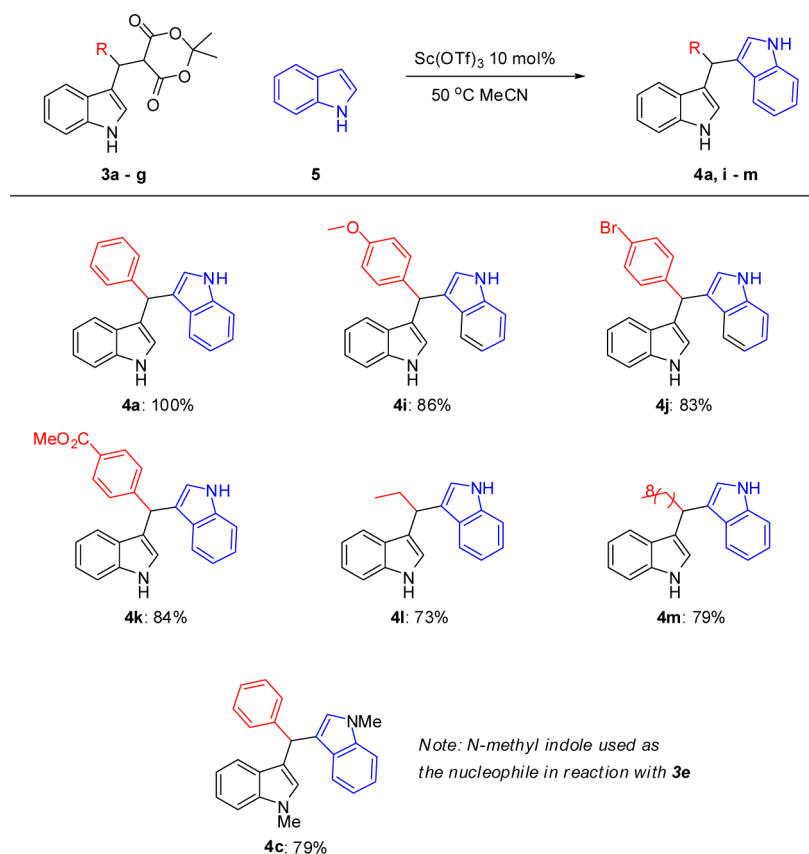 R
O
O
O
O
N
H
3a - g
N
H
5
Sc(OTf)3 10 mol%
50 oC MeCN
R
NH
N
H
4a, i - m
NH
N
H
4a: 100%
O
NH
N
H
4i: 86%
Br
NH
N
H
4j: 83%
MeO2C
NH
N
H
4k: 84%
NH
N
H
4l: 73%
8( )
NH
N
H
4m: 79%
NMe
N
Me
4c: 79%
Note: N-methyl indole used as
the nucleophile in reaction with 3e